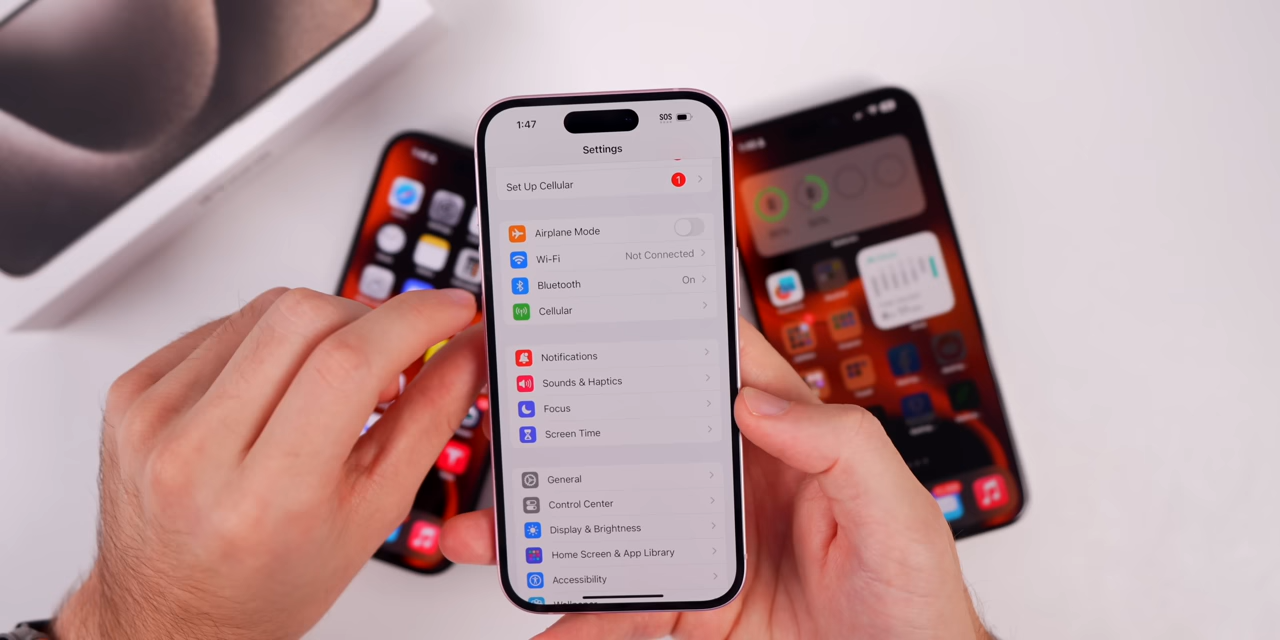 1:47
SOS
Settings
Set Up Cellular
1
Airplane Mode
Wi-Fi
Not Connected
Bluetooth
On
Cellular
Notifications
Sounds & Haptics
Focus
Screen Time
General
Control Center
Display & Brightness
Home Screen & App Library
Accessibility